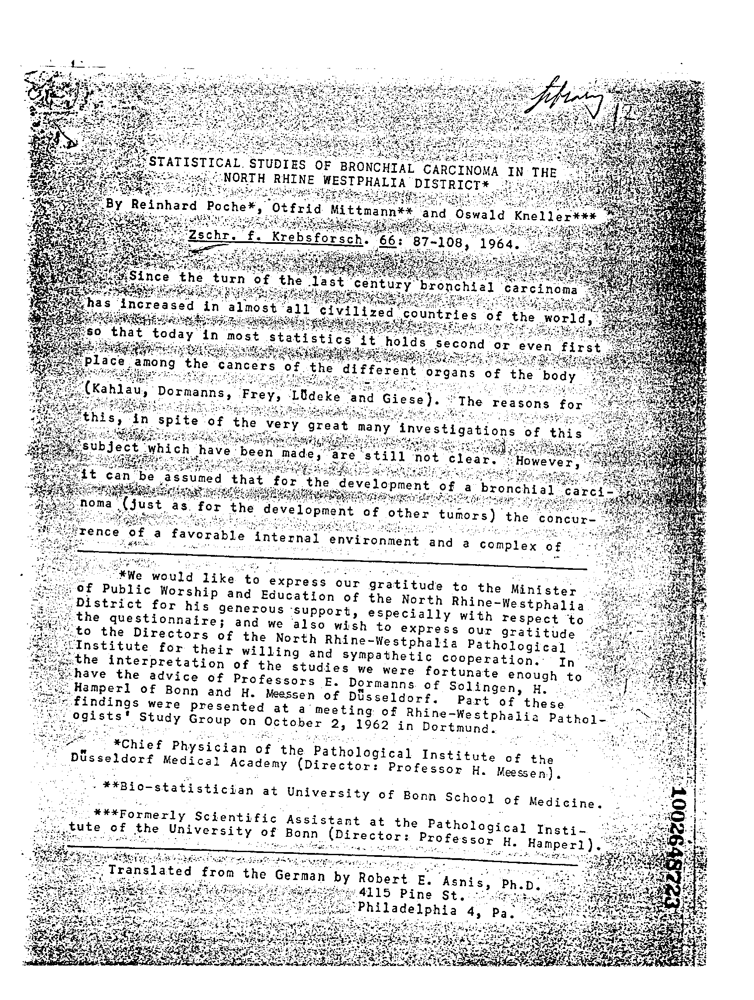 Library
STATISTICAL STUDIES OF BRONCHIAL CARCINOMA IN THE
NORTH RHINE WESTPHALIA DISTRICT*
By Reinhard Poche*, Otfrid Mittmann** and Oswald Kneller***
Zschr. f. Krebsforsch. 66: 87-108, 1964.
Since the turn of the last century bronchial carcinoma
has increased in almost all civilized countries of the world,
so that today in most statistics it holds second or even first
place among the cancers of the different organs of the body
(Kahlau, Dormanns, Frey, Lüdeke and Giese). The reasons for
this, in spite of the very great many investigations of this
subject which have been made, are still not clear. However,
it can be assumed that for the development of a bronchial carci-
noma (just as for the development of other tumors) the concur-
rence of a favorable internal environment and a complex of
*We would like to express our gratitude to the Minister
of Public Worship and Education of the North Rhine-Westphalia
District for his generous support, especially with respect to
the questionnaire; and we also wish to express our gratitude
to the Directors of the North Rhine-Westphalia Pathological
Institute for their willing and sympathetic cooperation. In
the interpretation of the studies we were fortunate enough to
have the advice of Professors E. Dormanns of Solingen, H.
Hamperl of Bonn and H. Meessen of Düsseldorf. Part of these
findings were presented at a meeting of Rhine-Westphalia Pathol-
ogists' Study Group on October 2, 1962 in Dortmund.
*Chief Physician of the Pathological Institute of the
Düsseldorf Medical Academy (Director: Professor H. Meessen).
**Bio-statistician at University of Bonn School of Medicine.
***Formerly Scientific Assistant at the Pathological Insti-
tute of the University of Bonn (Director: Professor H. Hamperl).
Translated from the German by Robert E. Asnis, Ph.D.
4115 Pine St.
Philadelphia 4, Pa.
1002648723